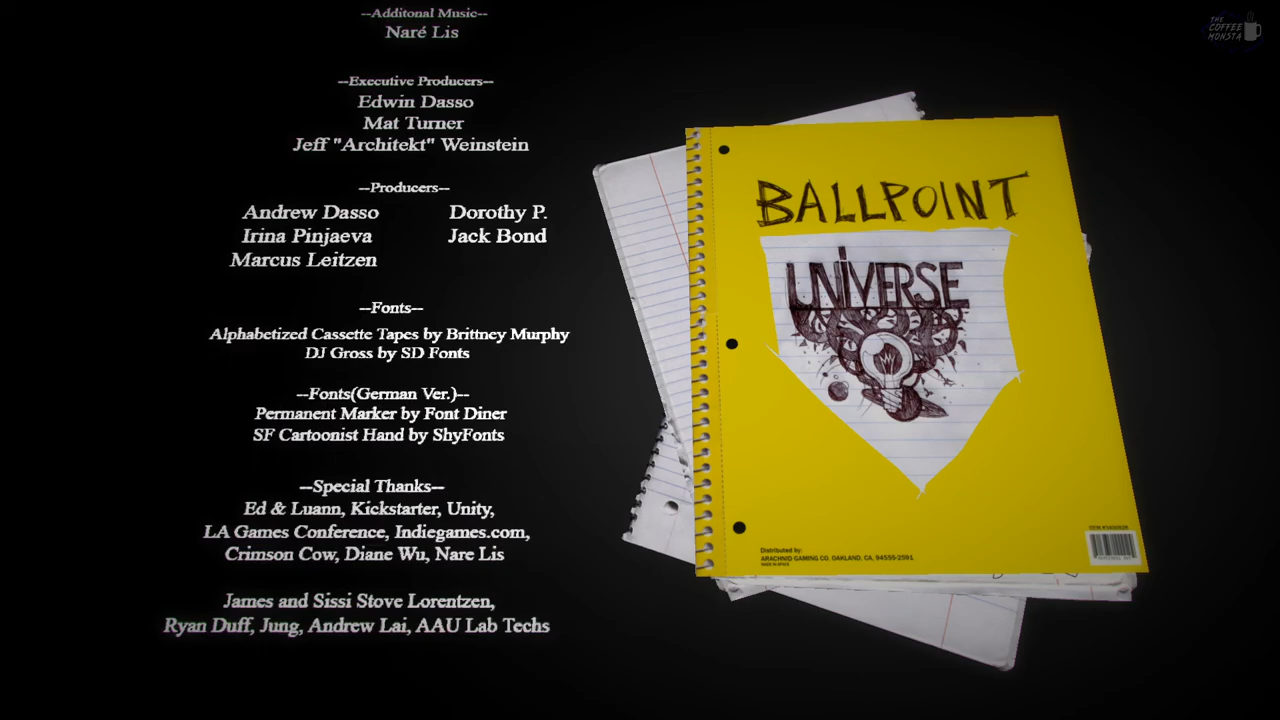 --Additonal Music--
Naré Lis
--Executive Producers--
Edwin Dasso
Mat Turner
Jeff "Architekt" Weinstein
--Producers--
Andrew Dasso
Dorothy P.
Irina Pinjaeva
Jack Bond
Marcus Leitzen
--Fonts--
Alphabetized Cassette Tapes by Brittney Murphy
DJ Gross by SD Fonts
--Fonts(German Ver.)--
Permanent Marker by Font Diner
SF Cartoonist Hand by ShyFonts
--Special Thanks--
Ed & Luann, Kickstarter, Unity,
LA Games Conference, Indiegames.com,
Crimson Cow, Diane Wu, Nare Lis
James and Sissi Stove Lorentzen,
Ryan Duff, Jung, Andrew Lai, AAU Lab Techs
THE
COFFEE
MONSTA
BALLPOINT
UNIVERSE
Distributed by:
ARACHNID GAMING CO. OAKLAND, CA, 94555-2591